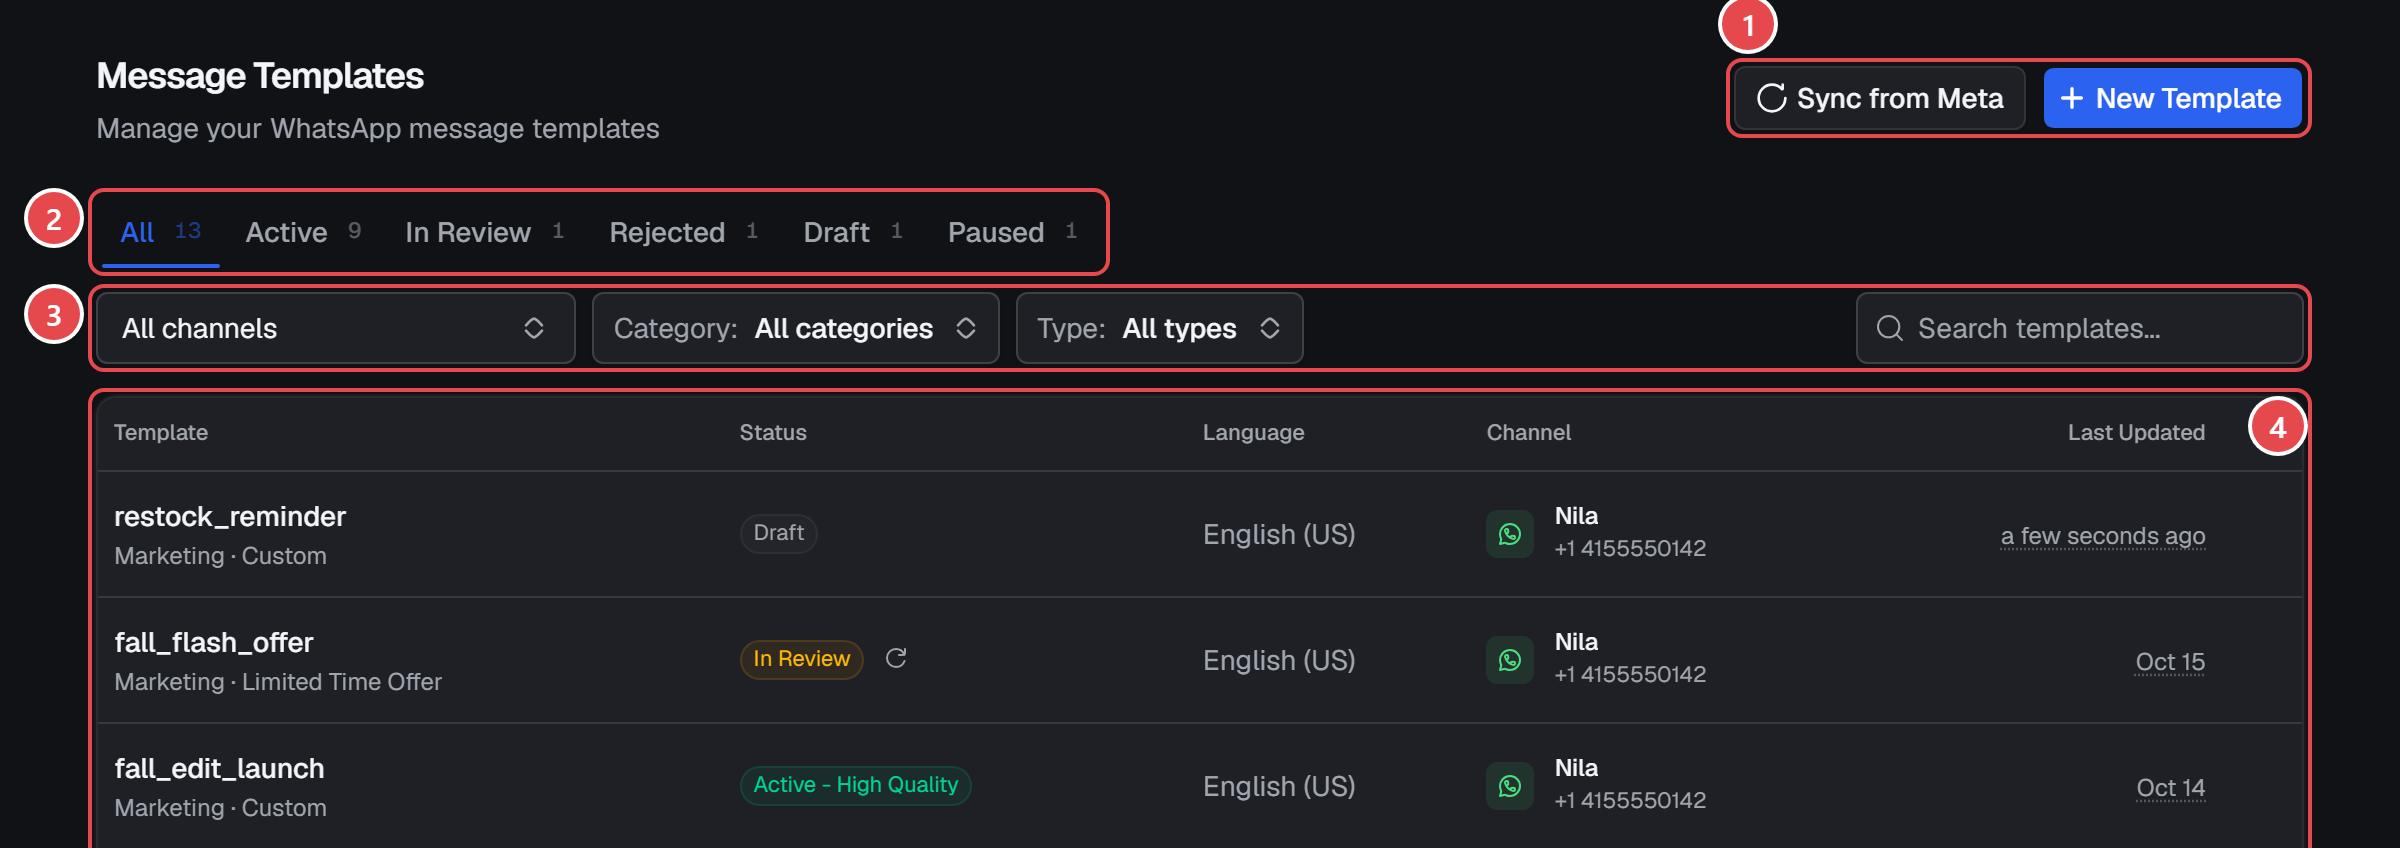 1
Message Templates
Manage your WhatsApp message templates
Sync from Meta
New Template
2
All 13 Active 9 In Review 1 Rejected 1 Draft 1 Paused 1
3
All channels Category: All categories Type: All types Search templates...
4
Template Status Language Channel Last Updated
restock_reminder
Marketing · Custom
Draft
English (US)
Nila
+1 4155550142
a few seconds ago
fall_flash_offer
Marketing · Limited Time Offer
In Review
English (US)
Nila
+1 4155550142
Oct 15
fall_edit_launch
Marketing · Custom
Active - High Quality
English (US)
Nila
+1 4155550142
Oct 14